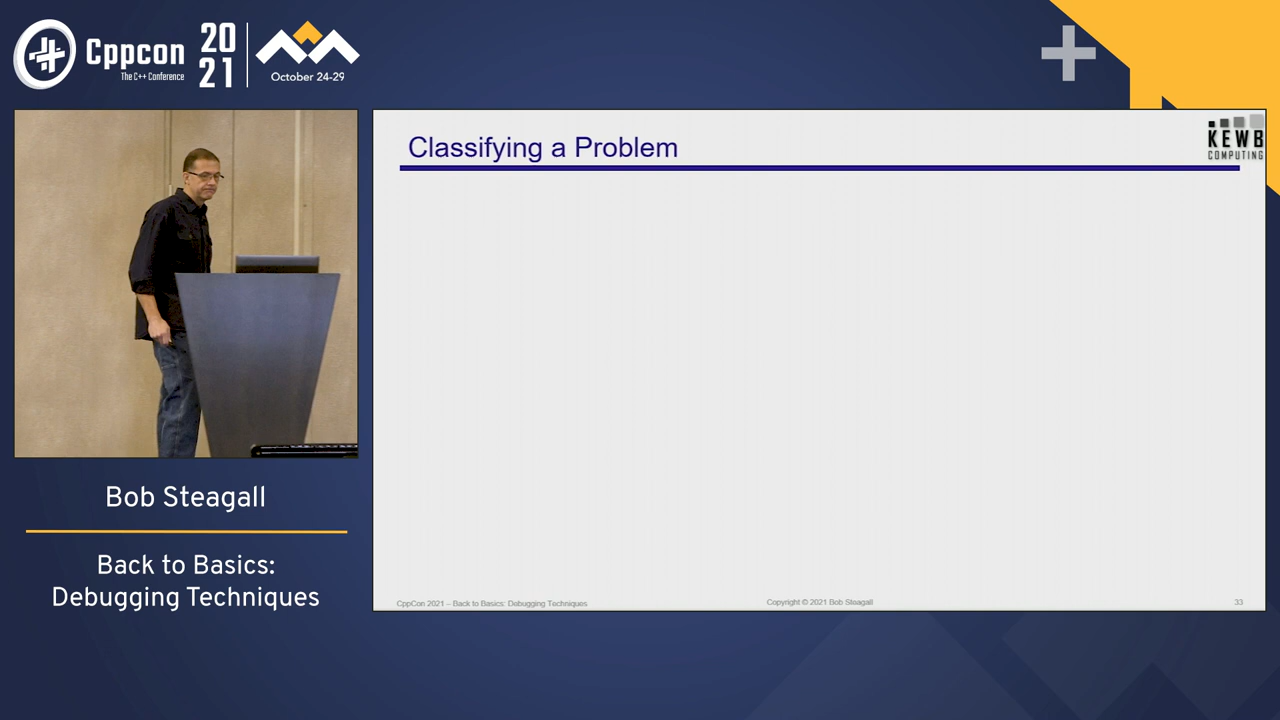 Cppcon
The C++ Conference
20
21
October 24-29
Classifying a Problem
KEWB
COMPUTING
Bob Steagall
Back to Basics:
Debugging Techniques
CppCon 2021 – Back to Basics: Debugging Techniques
Copyright © 2021 Bob Steagall
33